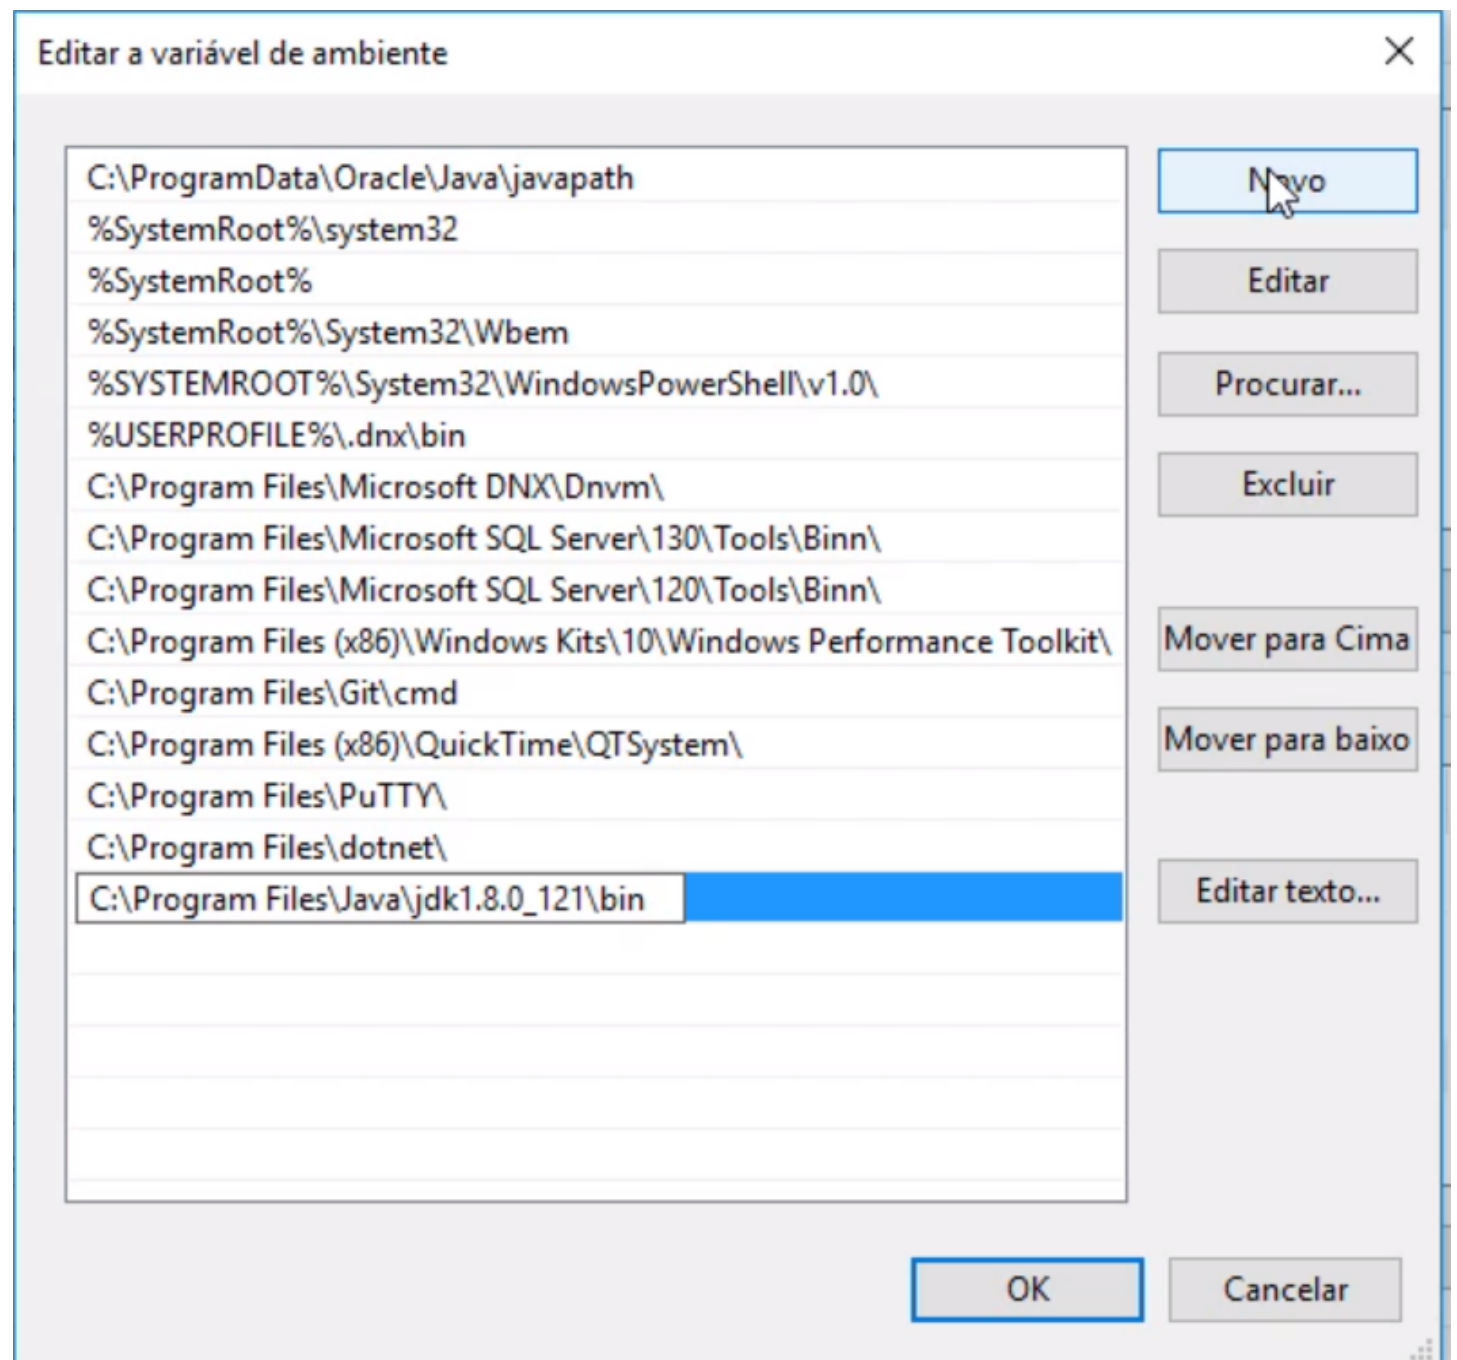 Editar a variável de ambiente
C:\ProgramData\Oracle\Java\javapath
%SystemRoot%\system32
%SystemRoot%
%SystemRoot%\System32\Wbem
%SYSTEMROOT%\System32\WindowsPowerShell\v1.0\
%USERPROFILE%\.dnx\bin
C:\Program Files\Microsoft DNX\Dnvm\
C:\Program Files\Microsoft SQL Server\130\Tools\Binn\
C:\Program Files\Microsoft SQL Server\120\Tools\Binn\
C:\Program Files (x86)\Windows Kits\10\Windows Performance Toolkit\
C:\Program Files\Git\cmd
C:\Program Files (x86)\QuickTime\QTSystem\
C:\Program Files\PuTTY\
C:\Program Files\dotnet\
C:\Program Files\Java\jdk1.8.0_121\bin
Novo
Editar
Procurar...
Excluir
Mover para Cima
Mover para baixo
Editar texto...
OK
Cancelar